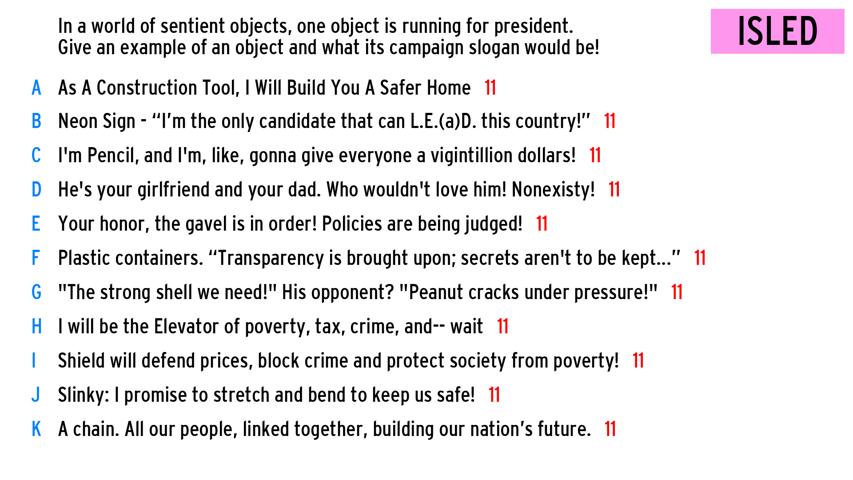 In a world of sentient objects, one object is running for president.
Give an example of an object and what its campaign slogan would be!
ISLED
A As A Construction Tool, I Will Build You A Safer Home 11
B Neon Sign - “I’m the only candidate that can L.E.(a)D. this country!” 11
C I'm Pencil, and I'm, like, gonna give everyone a vigintillion dollars! 11
D He's your girlfriend and your dad. Who wouldn't love him! Nonexisty! 11
E Your honor, the gavel is in order! Policies are being judged! 11
F Plastic containers. “Transparency is brought upon; secrets aren't to be kept...” 11
G "The strong shell we need!" His opponent? "Peanut cracks under pressure!" 11
H I will be the Elevator of poverty, tax, crime, and-- wait 11
I Shield will defend prices, block crime and protect society from poverty! 11
J Slinky: I promise to stretch and bend to keep us safe! 11
K A chain. All our people, linked together, building our nation’s future. 11